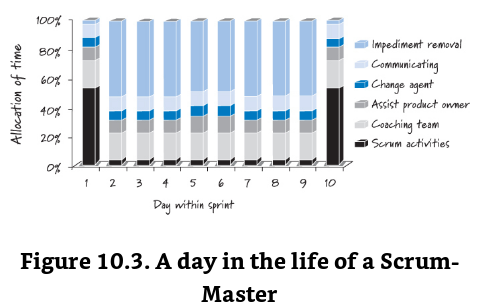 100%
80%
60%
40%
20%
0%
Allocation of time
1 2 3 4 5 6 7 8 9 10
Day within sprint
Impediment removal
Communicating
Change agent
Assist product owner
Coaching team
Scrum activities
Figure 10.3. A day in the life of a Scrum-
Master